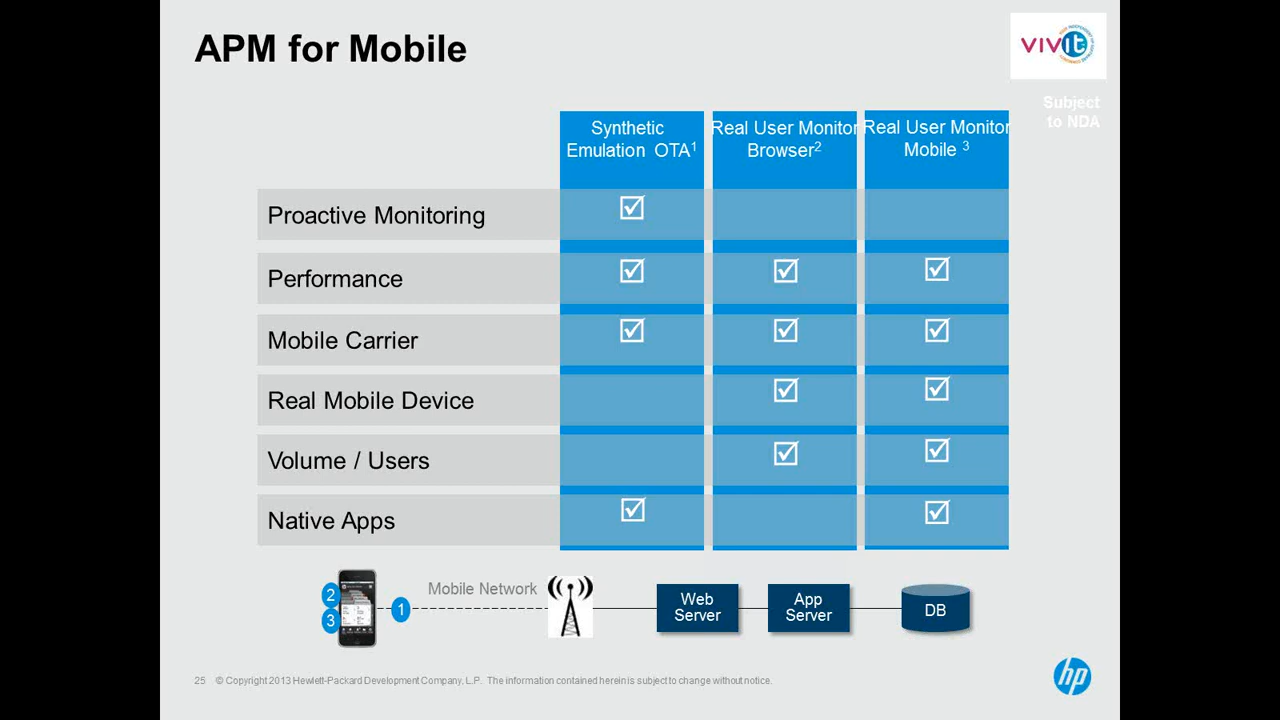 APM for Mobile
VIVit
Subject
to NDA
Synthetic
Emulation OTA1
Real User Monitor
Browser2
Real User Monitor
Mobile 3
Proactive Monitoring
Performance
Mobile Carrier
Real Mobile Device
Volume / Users
Native Apps
2
3
1
Mobile Network
Web
Server
App
Server
DB
25 © Copyright 2013 Hewlett-Packard Development Company, L.P. The information contained herein is subject to change without notice.
hp